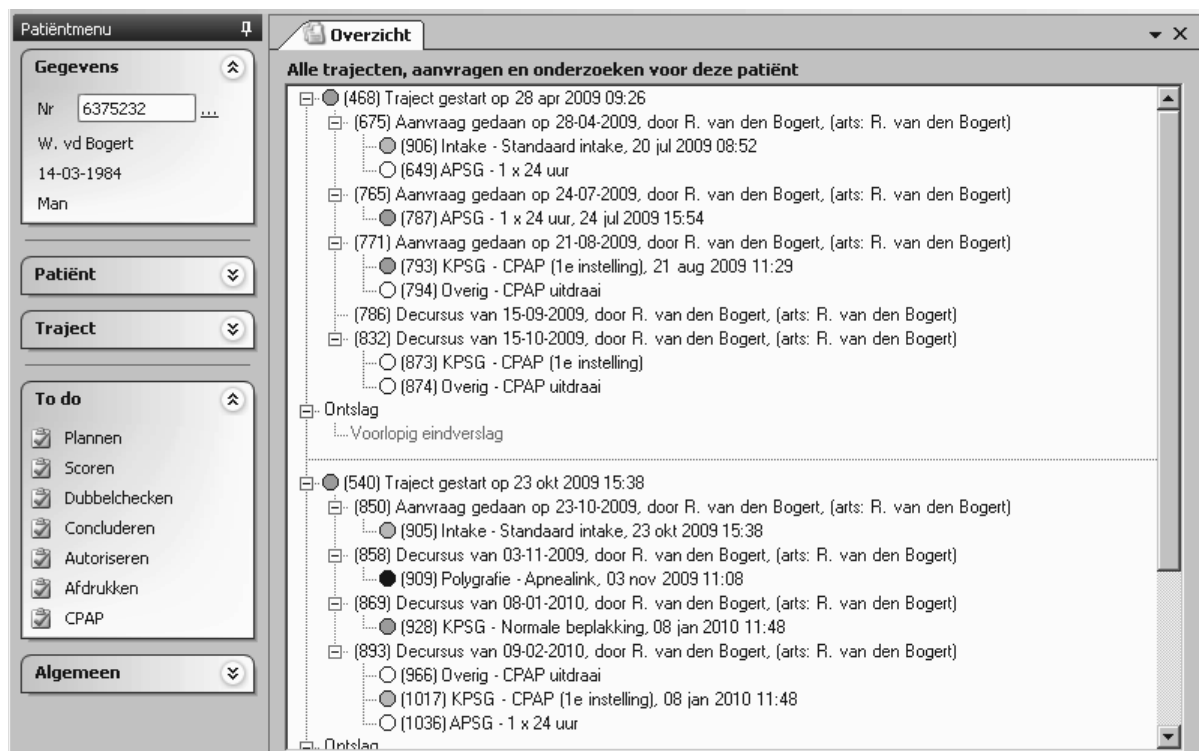 Patiëntmenu
Gegevens
Nr 6375232 ...
W. vd Bogert
14-03-1984
Man
Patiënt
Traject
To do
Plannen
Scoren
Dubbelchecken
Concluderen
Autoriseren
Afdrukken
CPAP
Algemeen
Overzicht
Alle trajecten, aanvragen en onderzoeken voor deze patiënt
(468) Traject gestart op 28 apr 2009 09:26
(675) Aanvraag gedaan op 28-04-2009, door R. van den Bogert, (arts: R. van den Bogert)
(906) Intake - Standaard intake, 20 jul 2009 08:52
(649) APSG - 1 x 24 uur
(765) Aanvraag gedaan op 24-07-2009, door R. van den Bogert, (arts: R. van den Bogert)
(787) APSG - 1 x 24 uur, 24 jul 2009 15:54
(771) Aanvraag gedaan op 21-08-2009, door R. van den Bogert, (arts: R. van den Bogert)
(793) KPSG - CPAP (1e instelling), 21 aug 2009 11:29
(794) Overig - CPAP uitdraai
(786) Decursus van 15-09-2009, door R. van den Bogert, (arts: R. van den Bogert)
(832) Decursus van 15-10-2009, door R. van den Bogert, (arts: R. van den Bogert)
(873) KPSG - CPAP (1e instelling)
(874) Overig - CPAP uitdraai
Ontslag
Voorlopig eindverslag
(540) Traject gestart op 23 okt 2009 15:38
(850) Aanvraag gedaan op 23-10-2009, door R. van den Bogert, (arts: R. van den Bogert)
(905) Intake - Standaard intake, 23 okt 2009 15:38
(858) Decursus van 03-11-2009, door R. van den Bogert, (arts: R. van den Bogert)
(909) Polygrafie - Apnealink, 03 nov 2009 11:08
(869) Decursus van 08-01-2010, door R. van den Bogert, (arts: R. van den Bogert)
(928) KPSG - Normale beplakking, 08 jan 2010 11:48
(893) Decursus van 09-02-2010, door R. van den Bogert, (arts: R. van den Bogert)
(966) Overig - CPAP uitdraai
(1017) KPSG - CPAP (1e instelling), 08 jan 2010 11:48
(1036) APSG - 1 x 24 uur
Ontslag